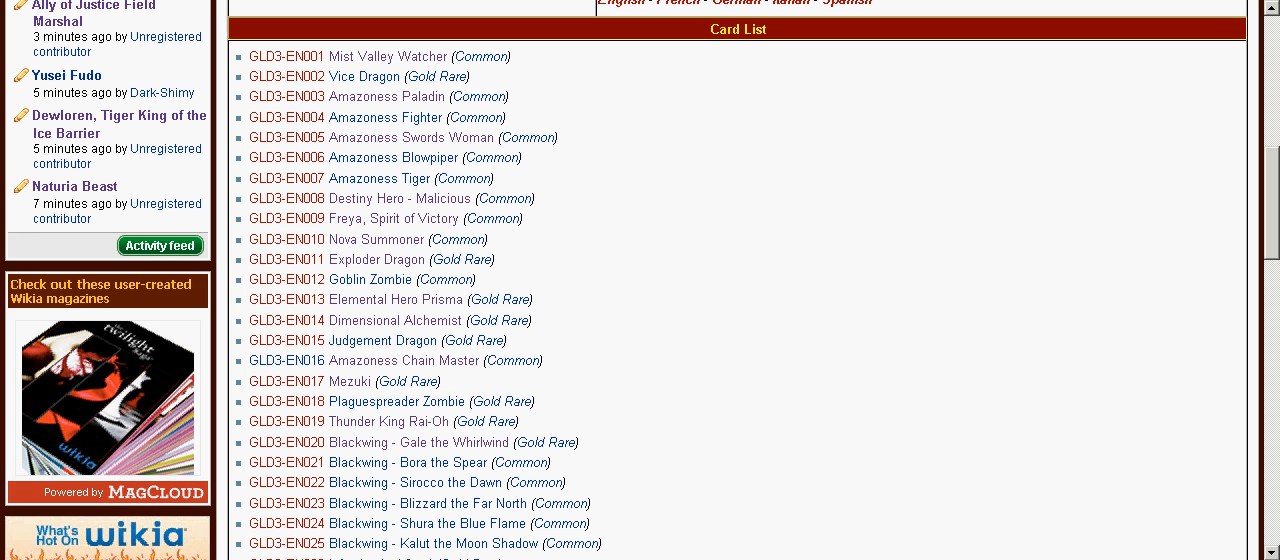 Ally of Justice Field
Marshal
3 minutes ago by Unregistered
contributor
Yusei Fudo
5 minutes ago by Dark-Shimy
Dewloren, Tiger King of the
Ice Barrier
5 minutes ago by Unregistered
contributor
Naturia Beast
7 minutes ago by Unregistered
contributor
Activity feed
Check out these user-created
Wikia magazines
the
twilight
saga
wikia
Powered by MAGCLOUD
What's
Hot On wikia
English - French - German - Italian - Spanish
Card List
GLD3-EN001 Mist Valley Watcher (Common)
GLD3-EN002 Vice Dragon (Gold Rare)
GLD3-EN003 Amazoness Paladin (Common)
GLD3-EN004 Amazoness Fighter (Common)
GLD3-EN005 Amazoness Swords Woman (Common)
GLD3-EN006 Amazoness Blowpiper (Common)
GLD3-EN007 Amazoness Tiger (Common)
GLD3-EN008 Destiny Hero - Malicious (Common)
GLD3-EN009 Freya, Spirit of Victory (Common)
GLD3-EN010 Nova Summoner (Common)
GLD3-EN011 Exploder Dragon (Gold Rare)
GLD3-EN012 Goblin Zombie (Common)
GLD3-EN013 Elemental Hero Prisma (Gold Rare)
GLD3-EN014 Dimensional Alchemist (Gold Rare)
GLD3-EN015 Judgement Dragon (Gold Rare)
GLD3-EN016 Amazoness Chain Master (Common)
GLD3-EN017 Mezuki (Gold Rare)
GLD3-EN018 Plaguespreader Zombie (Gold Rare)
GLD3-EN019 Thunder King Rai-Oh (Gold Rare)
GLD3-EN020 Blackwing - Gale the Whirlwind (Gold Rare)
GLD3-EN021 Blackwing - Bora the Spear (Common)
GLD3-EN022 Blackwing - Sirocco the Dawn (Common)
GLD3-EN023 Blackwing - Blizzard the Far North (Common)
GLD3-EN024 Blackwing - Shura the Blue Flame (Common)
GLD3-EN025 Blackwing - Kalut the Moon Shadow (Common)